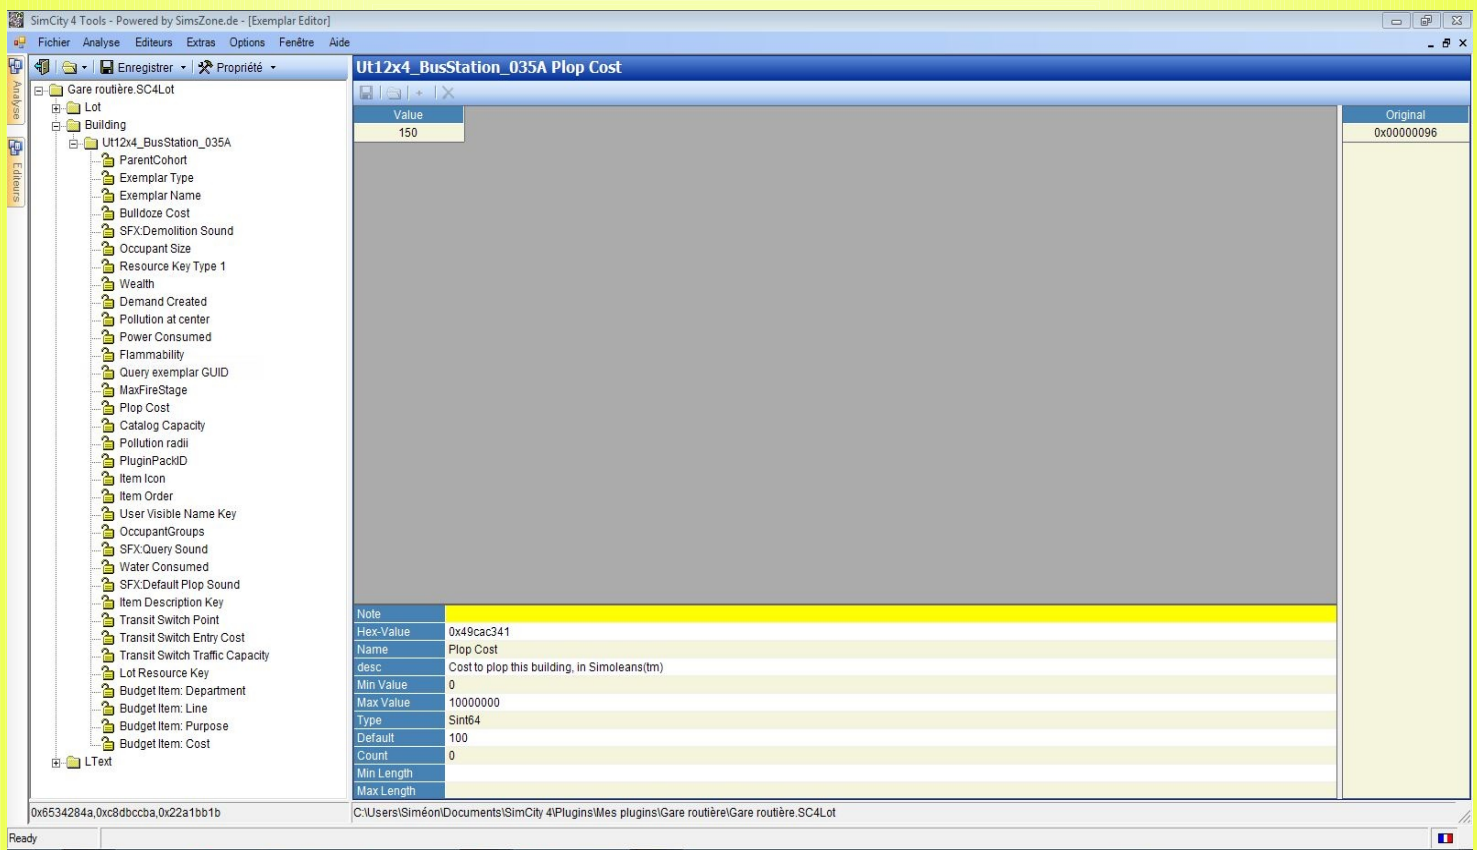 SimCity 4 Tools - Powered by SimsZone.de - [Exemplar Editor]
Fichier Analyse Editeurs Extras Options Fenêtre Aide
Enregistrer Propriété
Analyse
Editeurs
Gare routière.SC4Lot
Lot
Building
Ut12x4_BusStation_035A
ParentCohort
Exemplar Type
Exemplar Name
Bulldoze Cost
SFX:Demolition Sound
Occupant Size
Resource Key Type 1
Wealth
Demand Created
Pollution at center
Power Consumed
Flammability
Query exemplar GUID
MaxFireStage
Plop Cost
Catalog Capacity
Pollution radii
PluginPackID
Item Icon
Item Order
User Visible Name Key
OccupantGroups
SFX:Query Sound
Water Consumed
SFX:Default Plop Sound
Item Description Key
Transit Switch Point
Transit Switch Entry Cost
Transit Switch Traffic Capacity
Lot Resource Key
Budget Item: Department
Budget Item: Line
Budget Item: Purpose
Budget Item: Cost
LText
Ut12x4_BusStation_035A Plop Cost
Value
150
Original
0x00000096
Note
Hex-Value 0x49cac341
Name Plop Cost
desc Cost to plop this building, in Simoleans(tm)
Min Value 0
Max Value 10000000
Type Sint64
Default 100
Count 0
Min Length
Max Length
0x6534284a,0xc8dbccba,0x22a1bb1b
C:\Users\Siméon\Documents\SimCity 4\Plugins\Mes plugins\Gare routière\Gare routière.SC4Lot
Ready